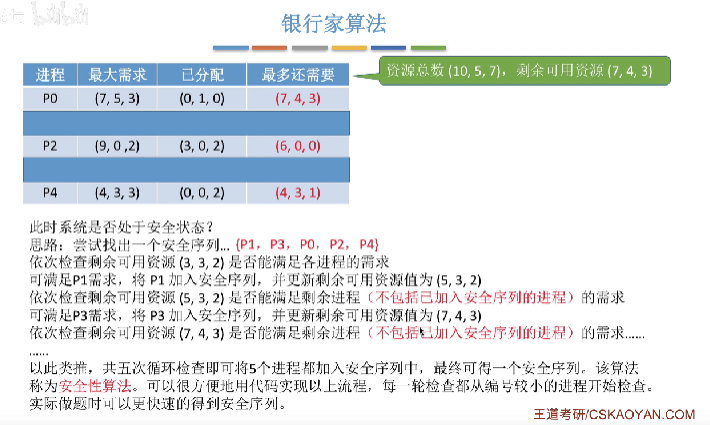 银行家算法
进程 最大需求 已分配 最多还需要
资源总数 (10, 5, 7)，剩余可用资源 (7, 4, 3)
P0 (7, 5, 3) (0, 1, 0) (7, 4, 3)
P2 (9, 0 ,2) (3, 0, 2) (6, 0, 0)
P4 (4, 3, 3) (0, 0, 2) (4, 3, 1)
此时系统是否处于安全状态？
思路：尝试找出一个安全序列… {P1，P3，P0，P2，P4}
依次检查剩余可用资源 (3, 3, 2) 是否能满足各进程的需求
可满足P1需求，将 P1 加入安全序列，并更新剩余可用资源值为 (5, 3, 2)
依次检查剩余可用资源 (5, 3, 2) 是否能满足剩余进程（不包括已加入安全序列的进程）的需求
可满足P3需求，将 P3 加入安全序列，并更新剩余可用资源值为 (7, 4, 3)
依次检查剩余可用资源 (7, 4, 3) 是否能满足剩余进程（不包括已加入安全序列的进程）的需求……
……
以此类推，共五次循环检查即可将5个进程都加入安全序列中，最终可得一个安全序列。该算法
称为安全性算法。可以很方便地用代码实现以上流程，每一轮检查都从编号较小的进程开始检查。
实际做题时可以更快速的得到安全序列。
王道考研/CSKAOYAN.COM